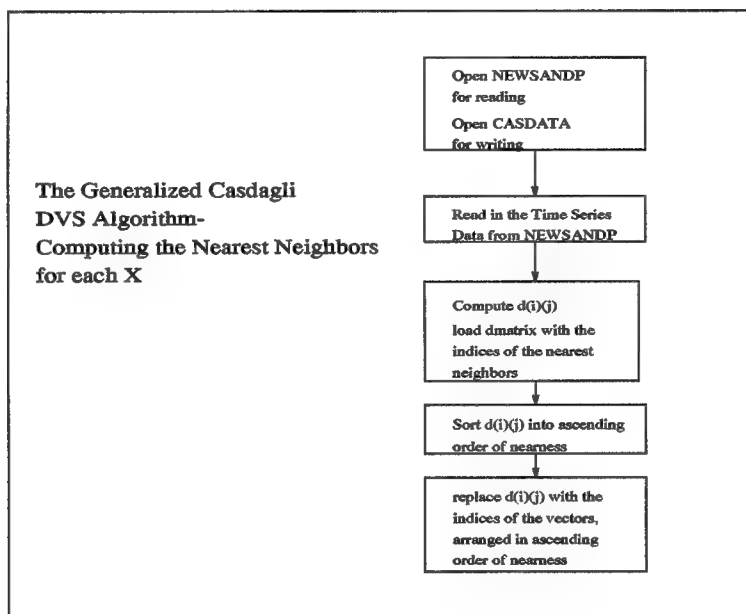 The Generalized Casdagli
DVS Algorithm-
Computing the Nearest Neighbors
for each X
Open NEWSANDP
for reading
Open CASDATA
for writing
Read in the Time Series
Data from NEWSANDP
Compute d(i)(j)
load dmatrix with the
indices of the nearest
neighbors
Sort d(i)(j) into ascending
order of nearness
replace d(i)(j) with the
indices of the vectors,
arranged in ascending
order of nearness